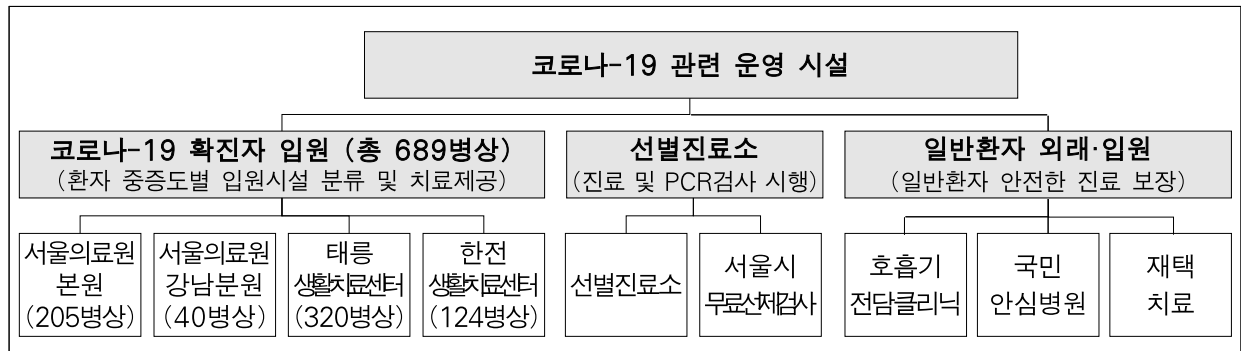 코로나-19 관련 운영 시설
코로나-19 확진자 입원 (총 689병상)
(환자 중증도별 입원시설 분류 및 치료제공)
선별진료소
(진료 및 PCR검사 시행)
일반환자 외래·입원
(일반환자 안전한 진료 보장)
서울의료원
본원
(205병상)
서울의료원
강남분원
(40병상)
태릉
생활치료센터
(320병상)
한전
생활치료센터
(124병상)
선별진료소
서울시
무료선제검사
호흡기
전담클리닉
국민
안심병원
재택
치료